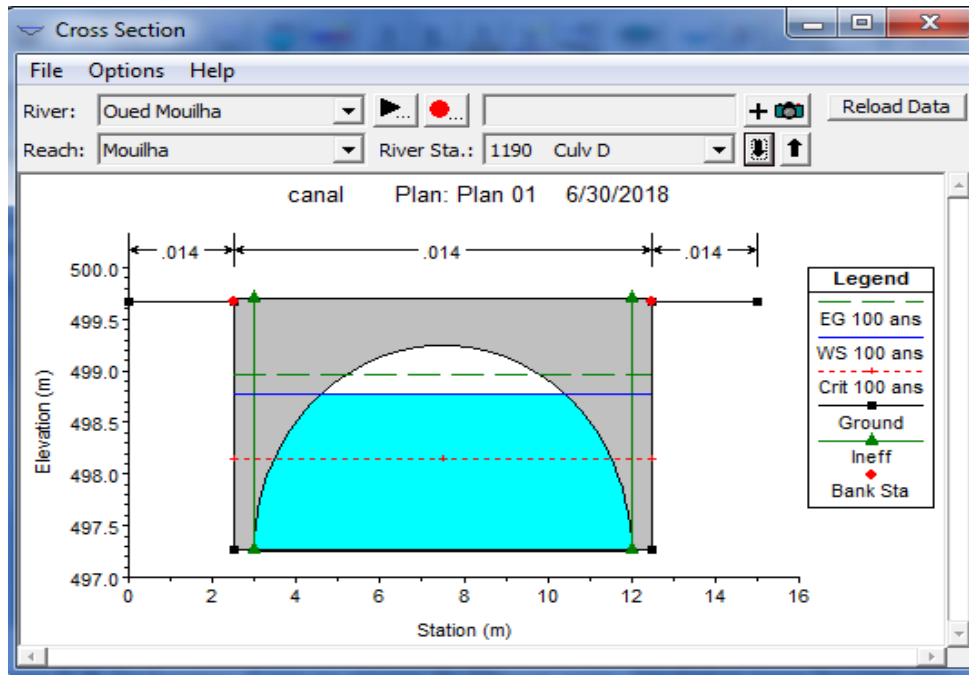 Cross Section
File Options Help
River: Oued Mouilha ... ... + Reload Data
Reach: Mouilha River Sta.: 1190 Culv D
canal Plan: Plan 01 6/30/2018
.014 .014 .014
Legend
EG 100 ans
WS 100 ans
Crit 100 ans
Ground
Ineff
Bank Sta
500.0
499.5
499.0
498.5
498.0
497.5
497.0
Elevation (m)
0 2 4 6 8 10 12 14 16
Station (m)